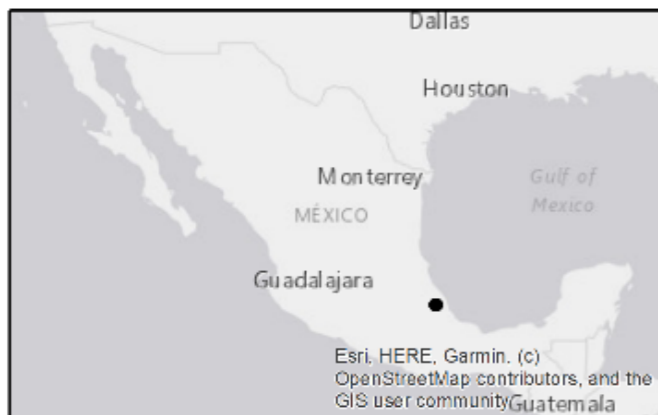 Dallas
Houston
Monterrey
Gulf of
Mexico
MÉXICO
Guadalajara
Esri, HERE, Garmin. (c)
OpenStreetMap contributors, and the
GIS user community
Guatemala